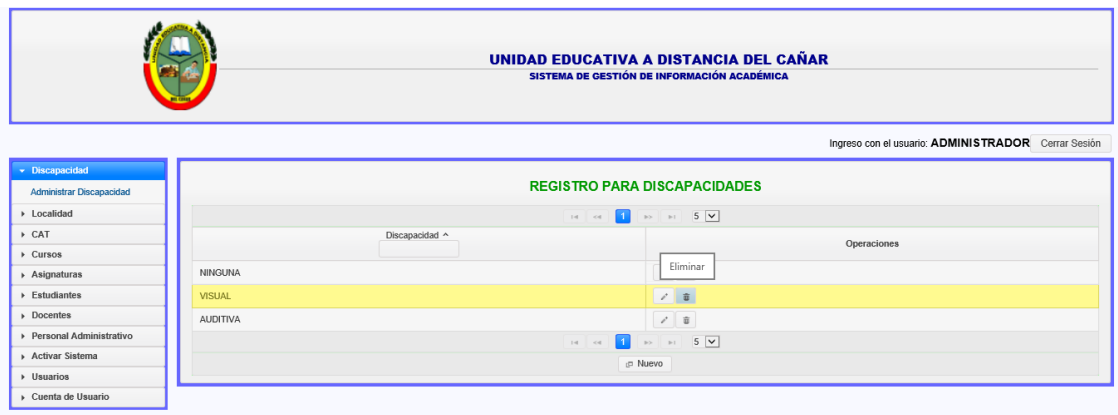 UNIDAD EDUCATIVA A DISTANCIA DEL CAÑAR
SISTEMA DE GESTIÓN DE INFORMACIÓN ACADÉMICA
Ingreso con el usuario: ADMINISTRADOR Cerrar Sesión
Discapacidad
Administrar Discapacidad
Localidad
CAT
Cursos
Asignaturas
Estudiantes
Docentes
Personal Administrativo
Activar Sistema
Usuarios
Cuenta de Usuario
REGISTRO PARA DISCAPACIDADES
1 5
Discapacidad Operaciones
NINGUNA
Eliminar
VISUAL
AUDITIVA
1 5
Nuevo